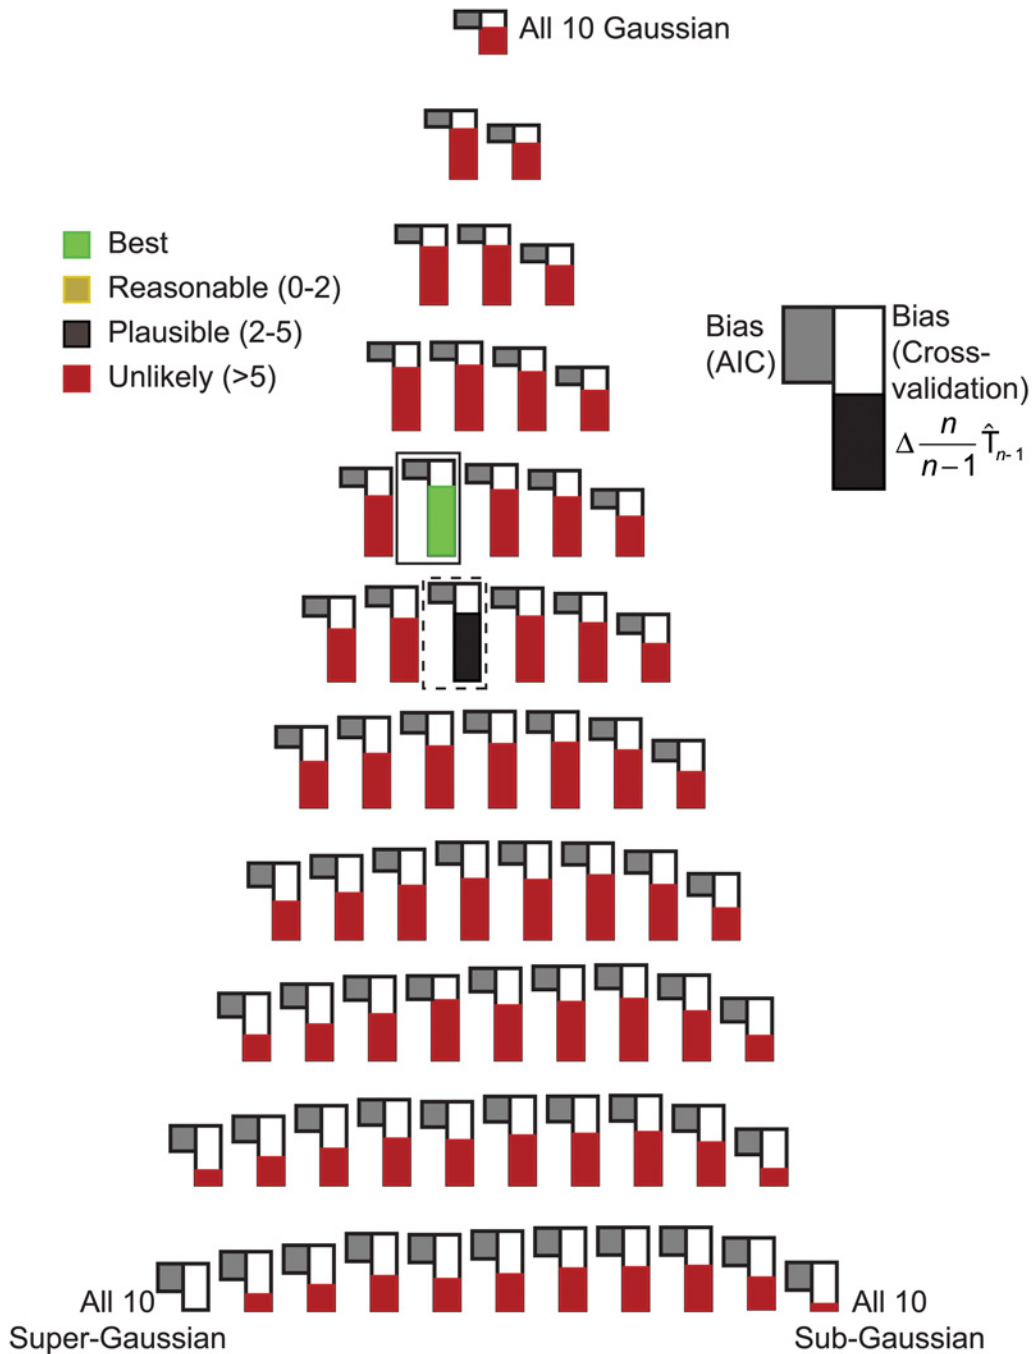 All 10 Gaussian
Best
Reasonable (0-2)
Plausible (2-5)
Unlikely (>5)
Bias
(AIC)
Bias
(Cross-
validation)
Δ n/n-1 T̂n-1
All 10
Super-Gaussian
All 10
Sub-Gaussian